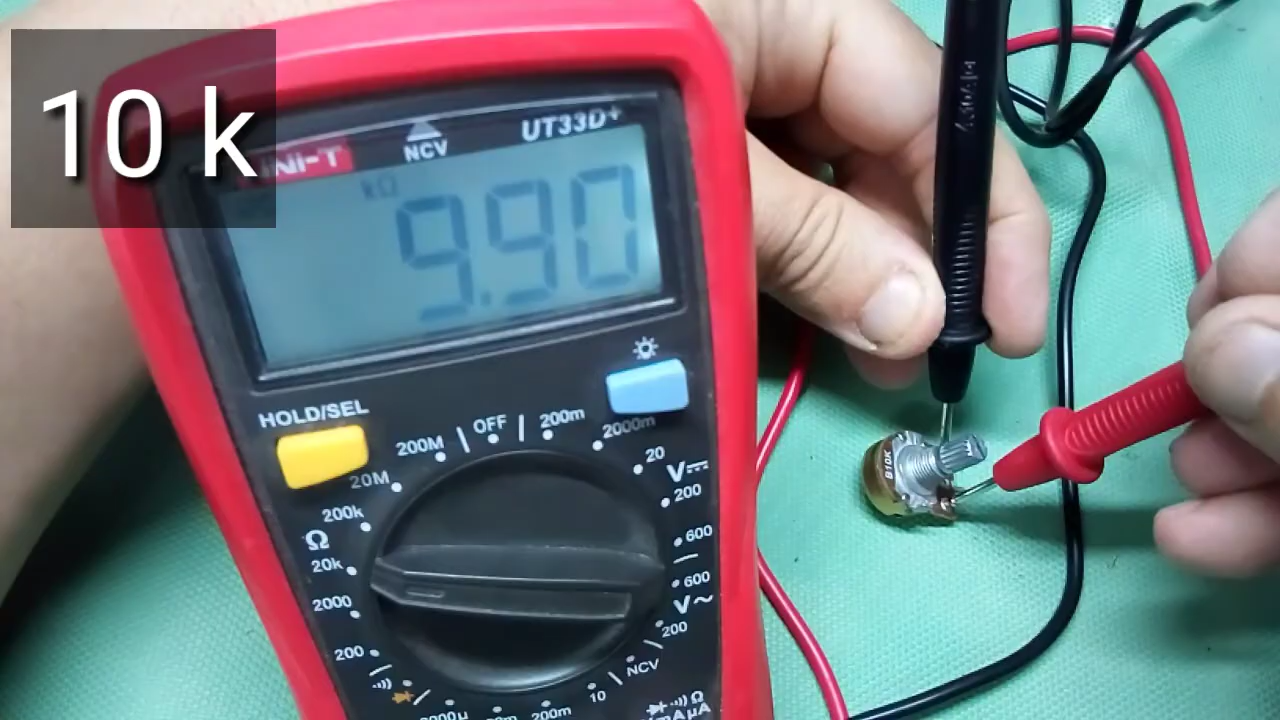 10 k
UNi-T
NCV
UT33D+
kΩ
9.90
HOLD/SEL
OFF
200m
2000m
20
V
200
600
600
V~
200
NCV
10
200m
200M
20M
200k
Ω
20k
2000
200
B10K